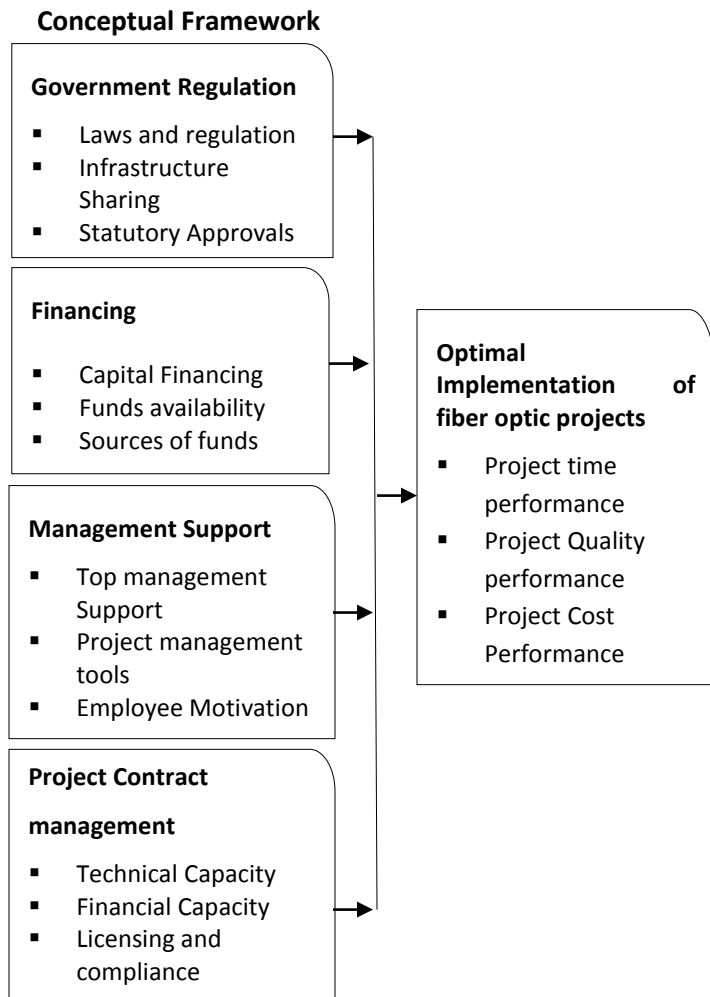 Conceptual Framework
Government Regulation
▪ Laws and regulation
▪ Infrastructure
Sharing
▪ Statutory Approvals
Financing
▪ Capital Financing
▪ Funds availability
▪ Sources of funds
Management Support
▪ Top management
Support
▪ Project management
tools
▪ Employee Motivation
Project Contract
management
▪ Technical Capacity
▪ Financial Capacity
▪ Licensing and
compliance
Optimal
Implementation of
fiber optic projects
▪ Project time
performance
▪ Project Quality
performance
▪ Project Cost
Performance